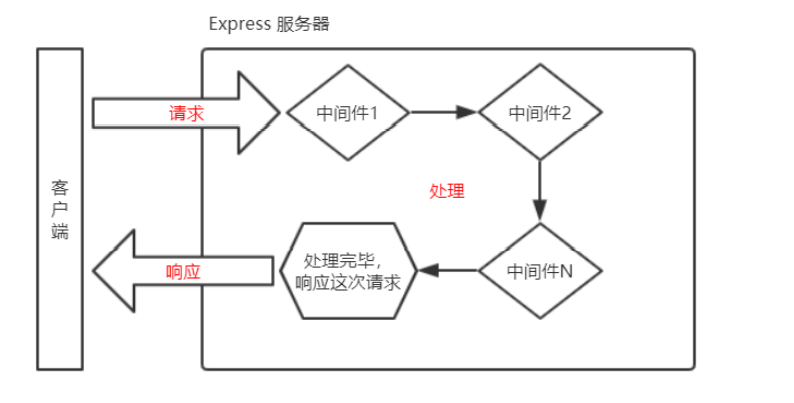 Express 服务器
客户端
请求
中间件1
中间件2
处理
响应
处理完毕，
响应这次请求
中间件N